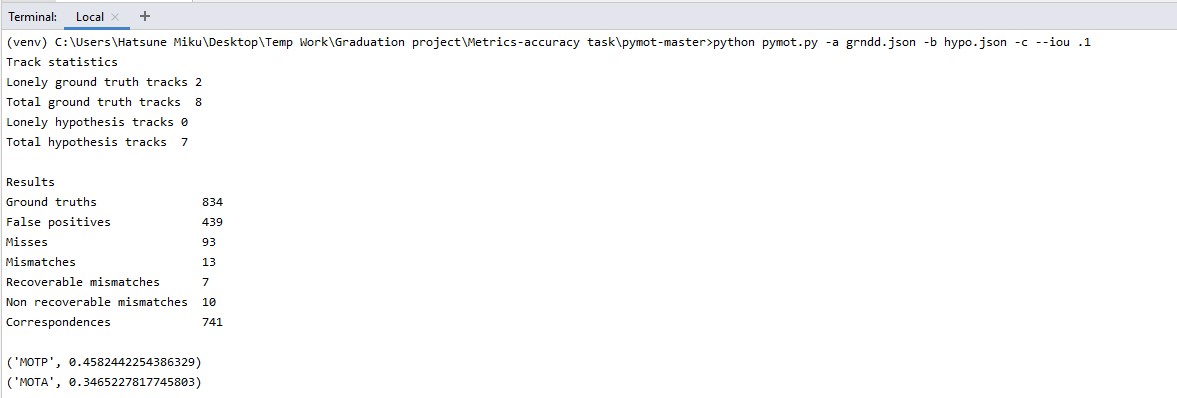 Terminal: Local × +
(venv) C:\Users\Hatsune Miku\Desktop\Temp Work\Graduation project\Metrics-accuracy task\pymot-master>python pymot.py -a grndd.json -b hypo.json -c --iou .1
Track statistics
Lonely ground truth tracks 2
Total ground truth tracks  8
Lonely hypothesis tracks 0
Total hypothesis tracks  7

Results
Ground truths               834
False positives             439
Misses                      93
Mismatches                  13
Recoverable mismatches      7
Non recoverable mismatches  10
Correspondences             741

('MOTP', 0.4582442254386329)
('MOTA', 0.3465227817745803)